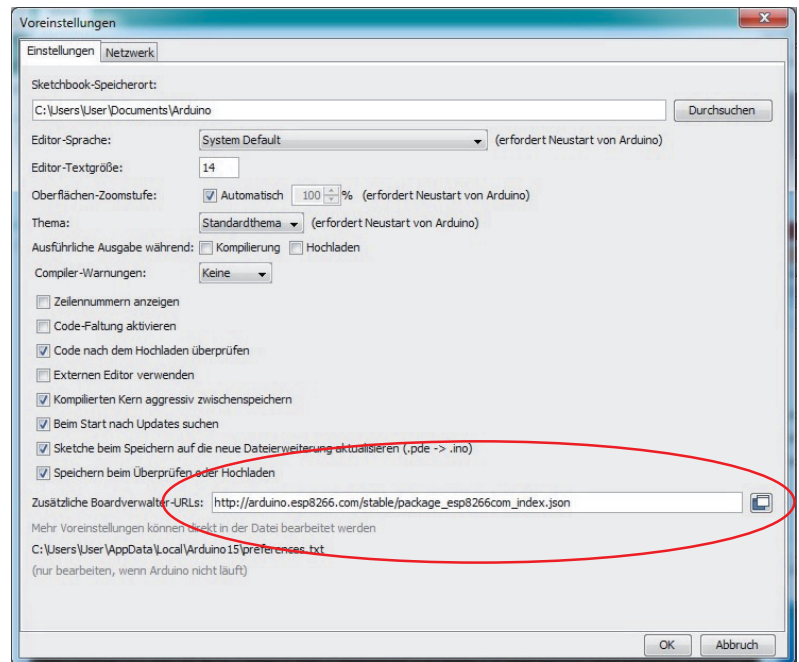 Voreinstellungen
Einstellungen Netzwerk
Sketchbook-Speicherort:
C:\Users\User\Documents\Arduino Durchsuchen
Editor-Sprache: System Default (erfordert Neustart von Arduino)
Editor-Textgröße: 14
Oberflächen-Zoomstufe: Automatisch 100 % (erfordert Neustart von Arduino)
Thema: Standardthema (erfordert Neustart von Arduino)
Ausführliche Ausgabe während: Kompilierung Hochladen
Compiler-Warnungen: Keine
Zeilennummern anzeigen
Code-Faltung aktivieren
Code nach dem Hochladen überprüfen
Externen Editor verwenden
Kompilierten Kern aggressiv zwischenspeichern
Beim Start nach Updates suchen
Sketche beim Speichern auf die neue Dateierweiterung aktualisieren (.pde -> .ino)
Speichern beim Überprüfen oder Hochladen
Zusätzliche Boardverwalter-URLs: http://arduino.esp8266.com/stable/package_esp8266com_index.json
Mehr Voreinstellungen können direkt in der Datei bearbeitet werden
C:\Users\User\AppData\Local\Arduino15\preferences.txt
(nur bearbeiten, wenn Arduino nicht läuft)
OK Abbruch